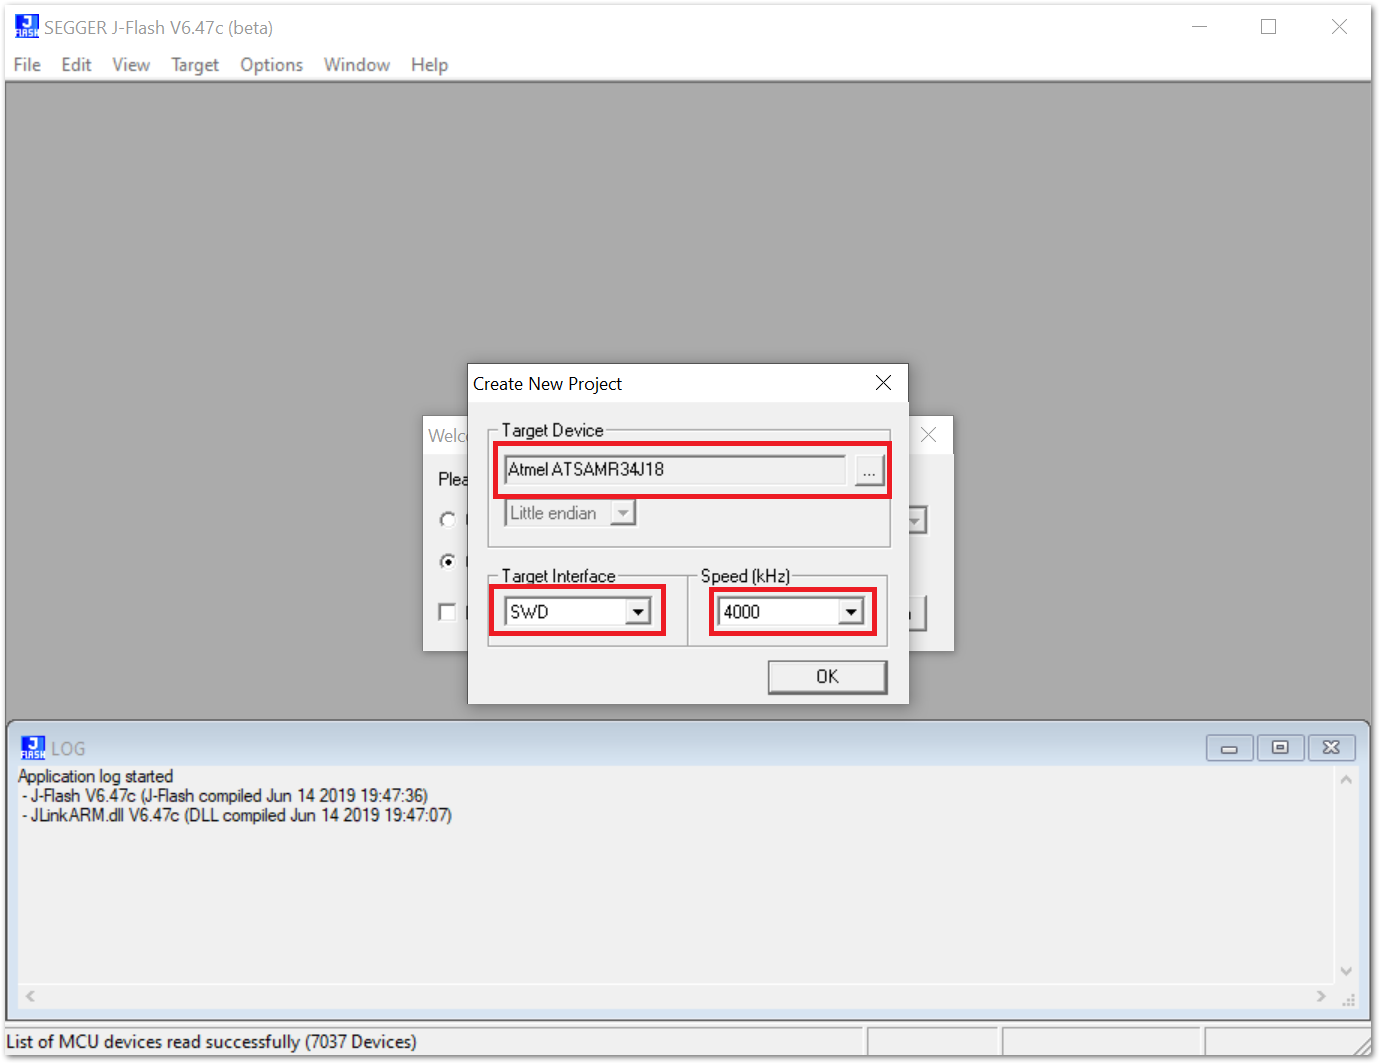 SEGGER J-Flash V6.47c (beta)
File Edit View Target Options Window Help
Create New Project
Target Device
Atmel ATSAMR34J18
...
Little endian
Target Interface
SWD
Speed (kHz)
4000
OK
LOG
Application log started
- J-Flash V6.47c (J-Flash compiled Jun 14 2019 19:47:36)
- JLinkARM.dll V6.47c (DLL compiled Jun 14 2019 19:47:07)
List of MCU devices read successfully (7037 Devices)